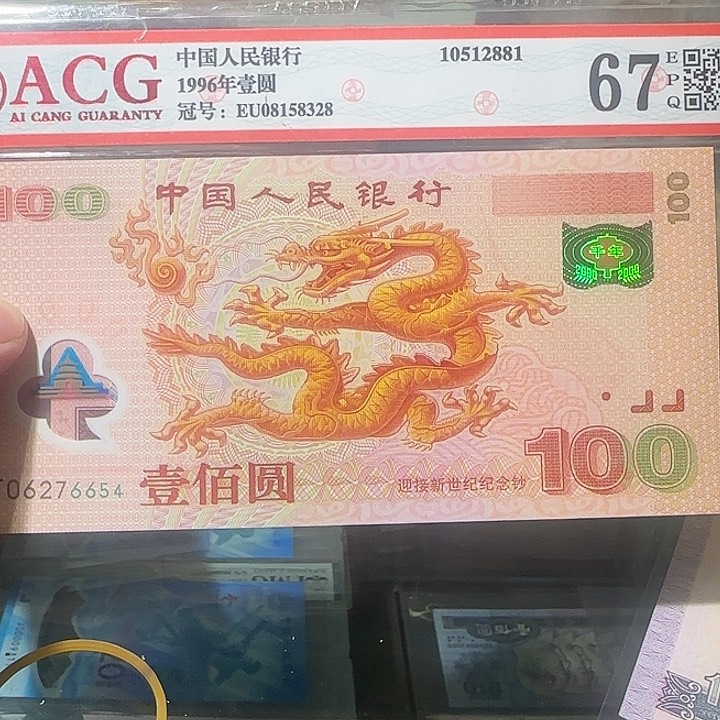 ACG
AI CANG GUARANTY
中国人民银行
1996年壹圆
冠号：EU08158328
10512881
67
EPQ
100
中国人民银行
100
千年
06276654
壹佰圆
迎接新世纪纪念钞
100